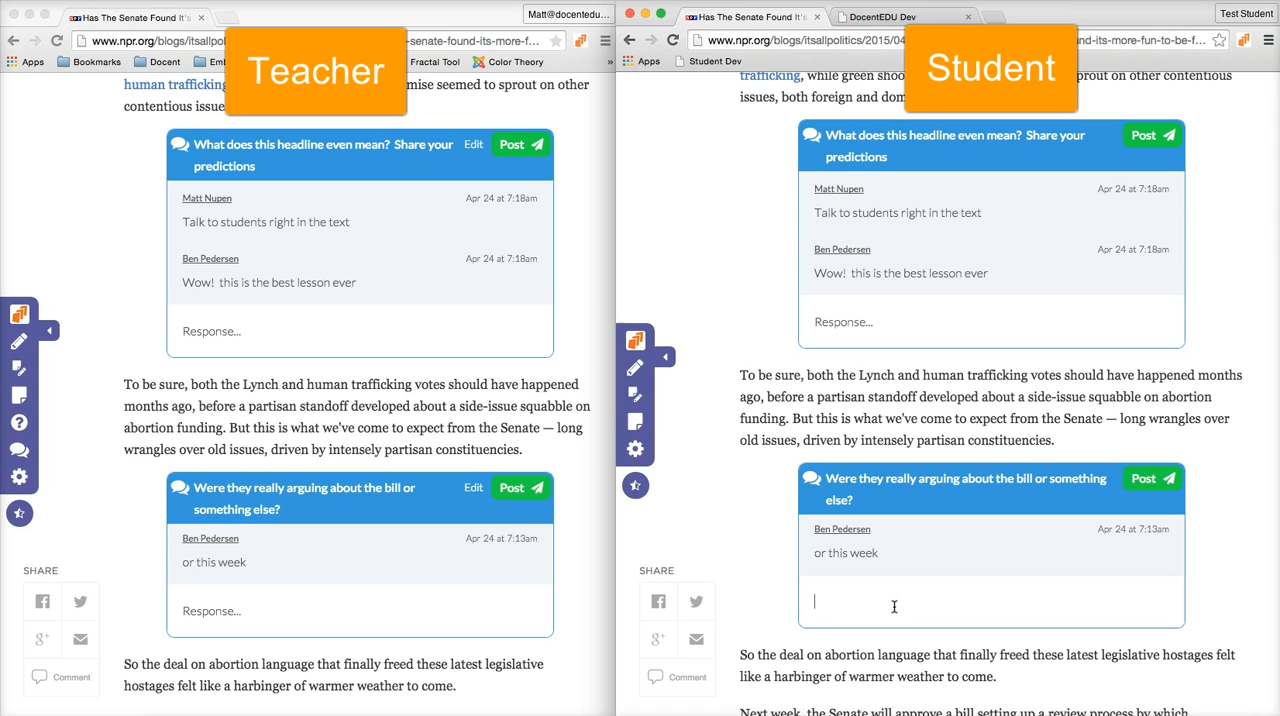 Has The Senate Found It's
Matt@docentedu...
www.npr.org/blogs/itsallpolitics
-senate-found-its-more-f...
Apps
Bookmarks
Docent
Fractal Tool
Color Theory
»
Teacher
human trafficking
mise seemed to sprout on other
contentious issue
What does this headline even mean? Share your
predictions
Edit
Post
Matt Nupen
Apr 24 at 7:18am
Talk to students right in the text
Ben Pedersen
Apr 24 at 7:18am
Wow! this is the best lesson ever
Response...
To be sure, both the Lynch and human trafficking votes should have happened
months ago, before a partisan standoff developed about a side-issue squabble on
abortion funding. But this is what we've come to expect from the Senate — long
wrangles over old issues, driven by intensely partisan constituencies.
Were they really arguing about the bill or
something else?
Edit
Post
Ben Pedersen
Apr 24 at 7:13am
or this week
Response...
SHARE
g+
Comment
So the deal on abortion language that finally freed these latest legislative
hostages felt like a harbinger of warmer weather to come.
Has The Senate Found It's
DocentEDU Dev
Test Student
www.npr.org/blogs/itsallpolitics/2015/04
und-its-more-fun-to-be-f...
Apps
Student Dev
Student
trafficking, while green shoo
prout on other contentious
issues, both foreign and dom
What does this headline even mean? Share your
predictions
Post
Matt Nupen
Apr 24 at 7:18am
Talk to students right in the text
Ben Pedersen
Apr 24 at 7:18am
Wow! this is the best lesson ever
Response...
To be sure, both the Lynch and human trafficking votes should have happened months
ago, before a partisan standoff developed about a side-issue squabble on abortion
funding. But this is what we've come to expect from the Senate — long wrangles over
old issues, driven by intensely partisan constituencies.
Were they really arguing about the bill or something
else?
Post
Ben Pedersen
Apr 24 at 7:13am
or this week
SHARE
g+
Comment
So the deal on abortion language that finally freed these latest legislative hostages felt
like a harbinger of warmer weather to come.
Next week, the Senate will approve a bill setting up a review process by which